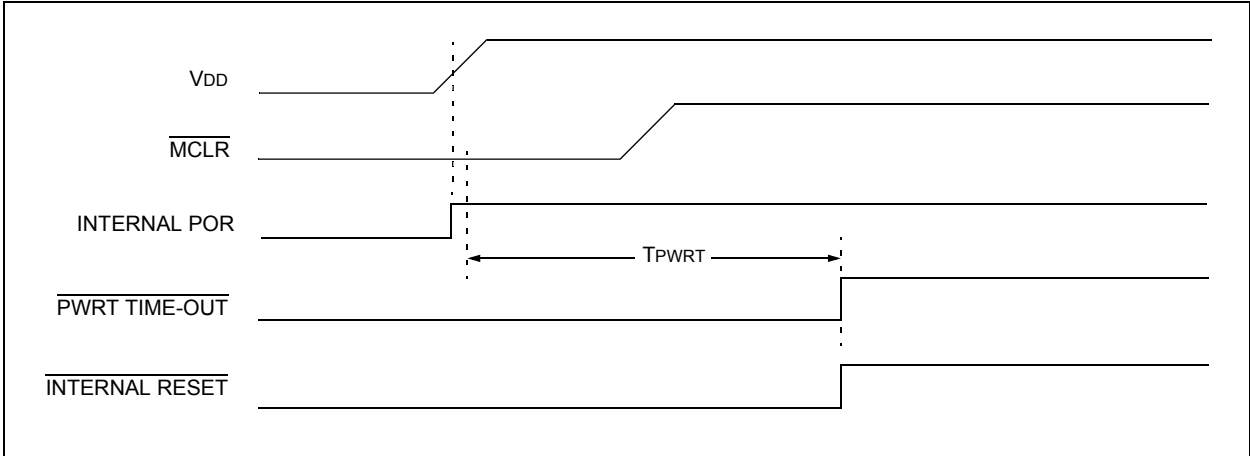 VDD
MCLR
INTERNAL POR
TPWRT
PWRT TIME-OUT
INTERNAL RESET